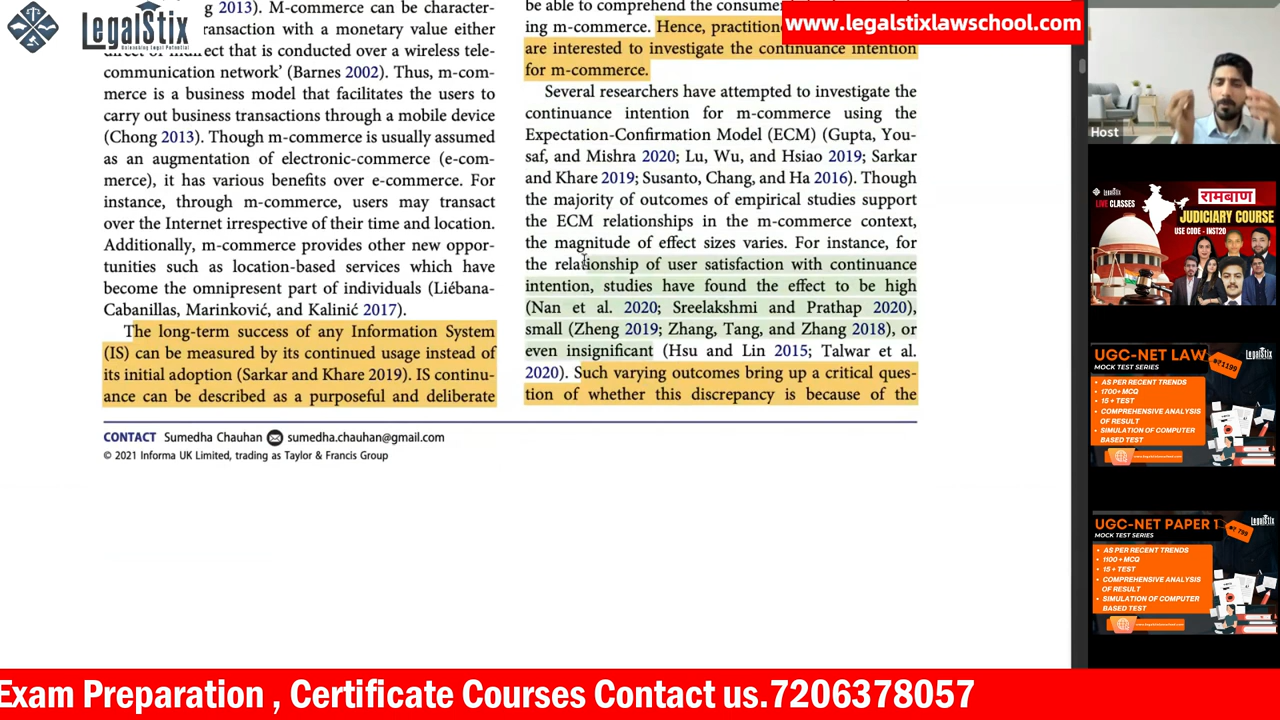 LEGALSTIX
Unleashing Legal Potential
www.legalstixlawschool.com
2013). M-commerce can be character-
ransaction with a monetary value either
direct or indirect that is conducted over a wireless tele-
communication network’ (Barnes 2002). Thus, m-com-
merce is a business model that facilitates the users to
carry out business transactions through a mobile device
(Chong 2013). Though m-commerce is usually assumed
as an augmentation of electronic-commerce (e-com-
merce), it has various benefits over e-commerce. For
instance, through m-commerce, users may transact
over the Internet irrespective of their time and location.
Additionally, m-commerce provides other new oppor-
tunities such as location-based services which have
become the omnipresent part of individuals (Liébana-
Cabanillas, Marinković, and Kalinić 2017).
The long-term success of any Information System
(IS) can be measured by its continued usage instead of
its initial adoption (Sarkar and Khare 2019). IS continu-
ance can be described as a purposeful and deliberate
be able to comprehend the consume
ing m-commerce. Hence, practitione
are interested to investigate the continuance intention
for m-commerce.
Several researchers have attempted to investigate the
continuance intention for m-commerce using the
Expectation-Confirmation Model (ECM) (Gupta, You-
saf, and Mishra 2020; Lu, Wu, and Hsiao 2019; Sarkar
and Khare 2019; Susanto, Chang, and Ha 2016). Though
the majority of outcomes of empirical studies support
the ECM relationships in the m-commerce context,
the magnitude of effect sizes varies. For instance, for
the relationship of user satisfaction with continuance
intention, studies have found the effect to be high
(Nan et al. 2020; Sreelakshmi and Prathap 2020),
small (Zheng 2019; Zhang, Tang, and Zhang 2018), or
even insignificant (Hsu and Lin 2015; Talwar et al.
2020). Such varying outcomes bring up a critical ques-
tion of whether this discrepancy is because of the
CONTACT Sumedha Chauhan sumedha.chauhan@gmail.com
© 2021 Informa UK Limited, trading as Taylor & Francis Group
Host
LegalStix
LIVE CLASSES
रामबाण
JUDICIARY COURSE
USE CODE - INST20
LegalStix
UGC-NET LAW
₹1199
MOCK TEST SERIES
• AS PER RECENT TRENDS
• 1700+ MCQ
• 15 + TEST
• COMPREHENSIVE ANALYSIS
OF RESULT
• SIMULATION OF COMPUTER
BASED TEST
LegalStix
UGC-NET PAPER 1
₹ 799
MOCK TEST SERIES
• AS PER RECENT TRENDS
• 1100+ MCQ
• 15 + TEST
• COMPREHENSIVE ANALYSIS
OF RESULT
• SIMULATION OF COMPUTER
BASED TEST
Exam Preparation , Certificate Courses Contact us.7206378057